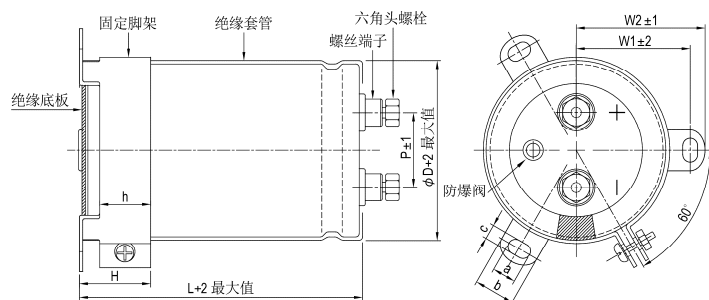 固定脚架
绝缘套管
六角头螺栓
螺丝端子
绝缘底板
h
H
L+2 最大值
P±1
ϕD+2 最大值
W2±1
W1±2
防爆阀
60°
c
a
b